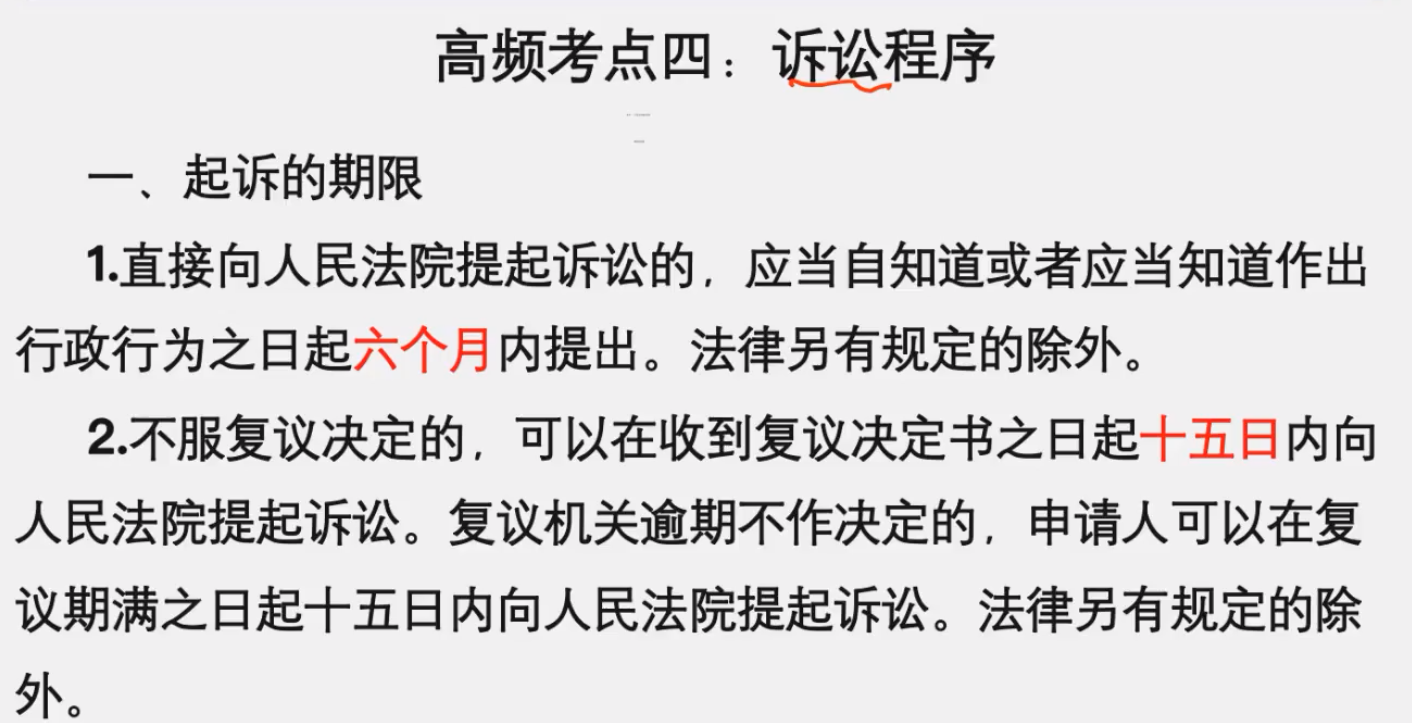 高频考点四：诉讼程序
一、起诉的期限
1.直接向人民法院提起诉讼的，应当自知道或者应当知道作出
行政行为之日起六个月内提出。法律另有规定的除外。
2.不服复议决定的，可以在收到复议决定书之日起十五日内向
人民法院提起诉讼。复议机关逾期不作决定的，申请人可以在复
议期满之日起十五日内向人民法院提起诉讼。法律另有规定的除
外。